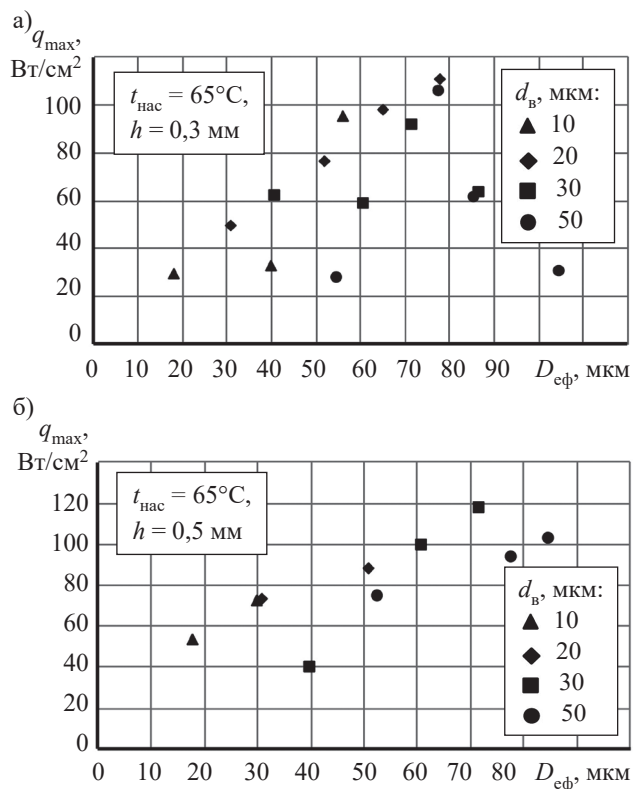 а)
q_max,
Вт/см²
t_нас = 65°C,
h = 0,3 мм
d_в, мкм:
10
20
30
50
100
80
60
40
20
0
0 10 20 30 40 50 60 70 80 90 D_еф, мкм
б)
q_max,
Вт/см²
t_нас = 65°C,
h = 0,5 мм
120
100
80
60
40
20
0
d_в, мкм:
10
20
30
50
0 10 20 30 40 50 60 70 80 D_еф, мкм